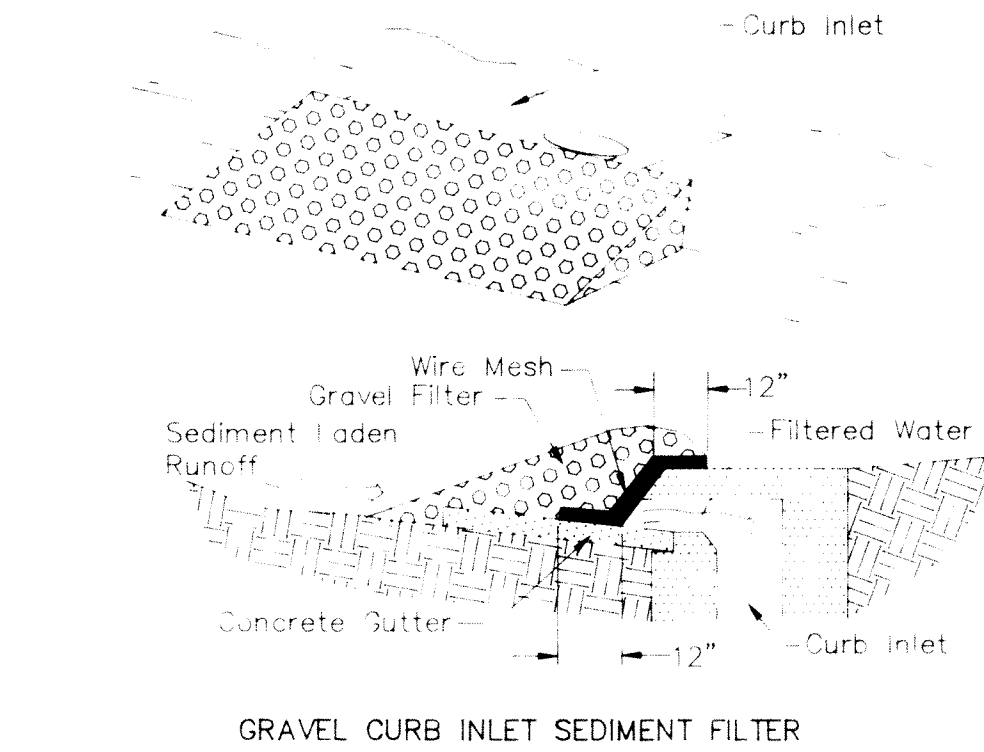 Curb Inlet
Wire Mesh
Gravel Filter
12"
Sediment Laden
Runoff
Filtered Water
Concrete Gutter
12"
Curb Inlet
GRAVEL CURB INLET SEDIMENT FILTER